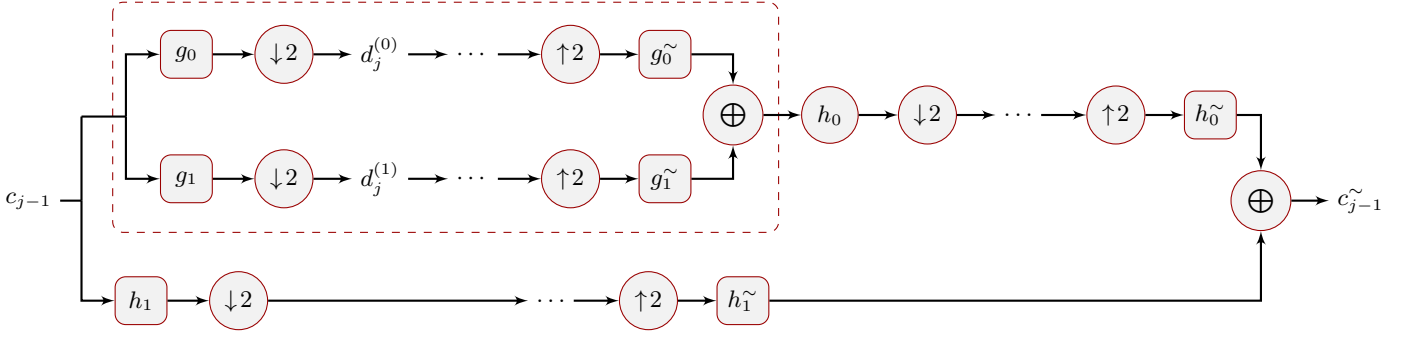 g₀ ↓2 d_j^{(0)} ⋯ ↑2 g₀^∼
⊕ h₀ ↓2 ⋯ ↑2 h₀^∼
g₁ ↓2 d_j^{(1)} ⋯ ↑2 g₁^∼
c_{j−1} ⊕ c_{j−1}^∼
h₁ ↓2 ⋯ ↑2 h₁^∼